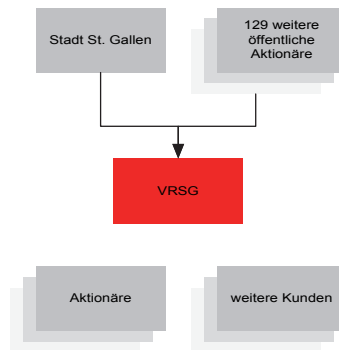 Stadt St. Gallen
129 weitere
öffentliche
Aktionäre
VRSG
Aktionäre
weitere Kunden